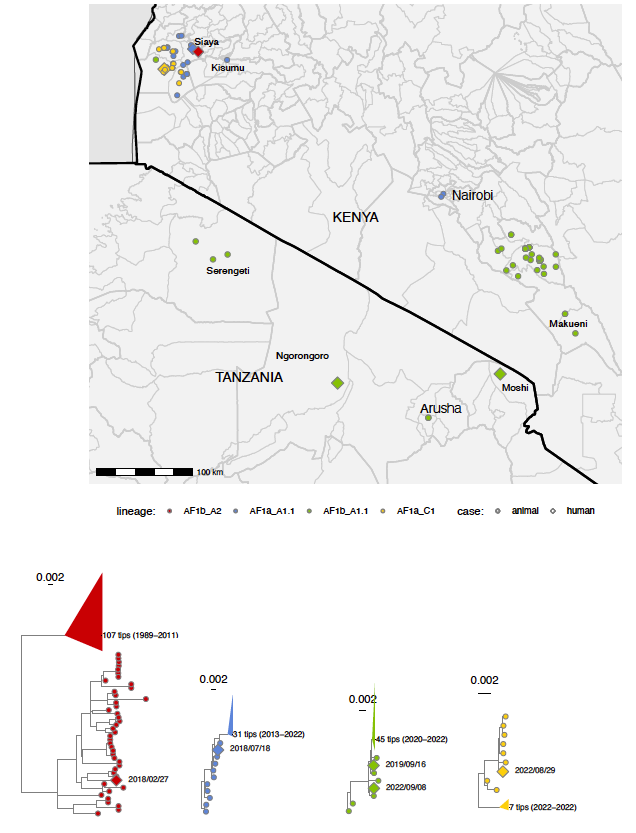 Siaya
Kisumu
Nairobi
KENYA
Serengeti
Makueni
Ngorongoro
TANZANIA
Moshi
Arusha
100 km
lineage: AF1b_A2 AF1a_A1.1 AF1b_A1.1 AF1a_C1 case: animal human
0.002
107 tips (1989–2011)
2018/02/27
0.002
31 tips (2013–2022)
2018/07/18
0.002
45 tips (2020–2022)
2019/09/16
2022/09/08
0.002
2022/08/29
7 tips (2022–2022)